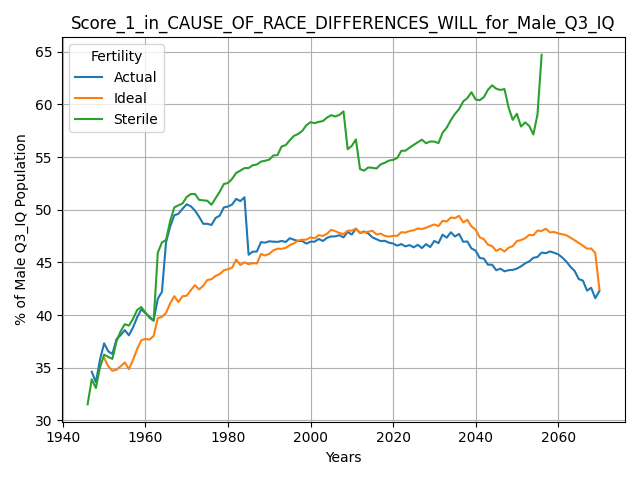 Score_1_in_CAUSE_OF_RACE_DIFFERENCES_WILL_for_Male_Q3_IQ
Fertility
Actual
Ideal
Sterile
% of Male Q3_IQ Population
65
60
55
50
45
40
35
30
1940
1960
1980
2000
2020
2040
2060
Years